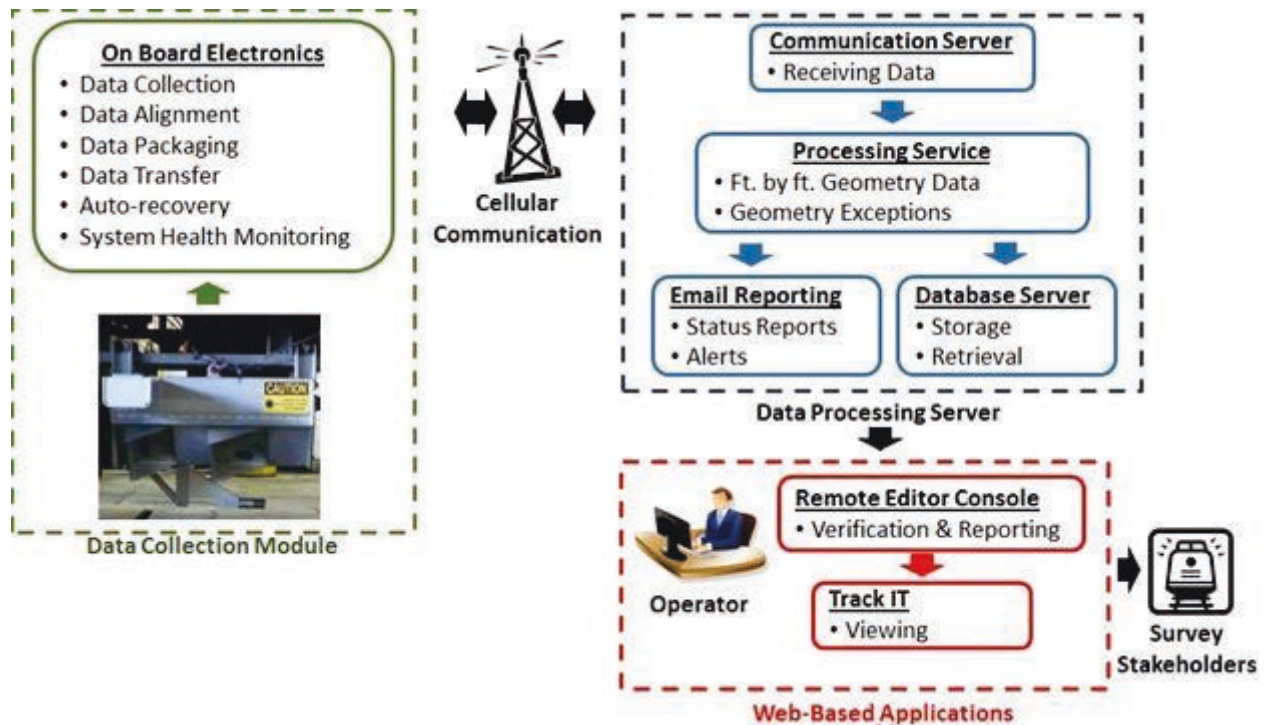 On Board Electronics
• Data Collection
• Data Alignment
• Data Packaging
• Data Transfer
• Auto-recovery
• System Health Monitoring
CAUTION
Data Collection Module
Cellular
Communication
Communication Server
• Receiving Data
Processing Service
• Ft. by ft. Geometry Data
• Geometry Exceptions
Email Reporting
• Status Reports
• Alerts
Database Server
• Storage
• Retrieval
Data Processing Server
Operator
Remote Editor Console
• Verification & Reporting
Track IT
• Viewing
Web-Based Applications
Survey
Stakeholders